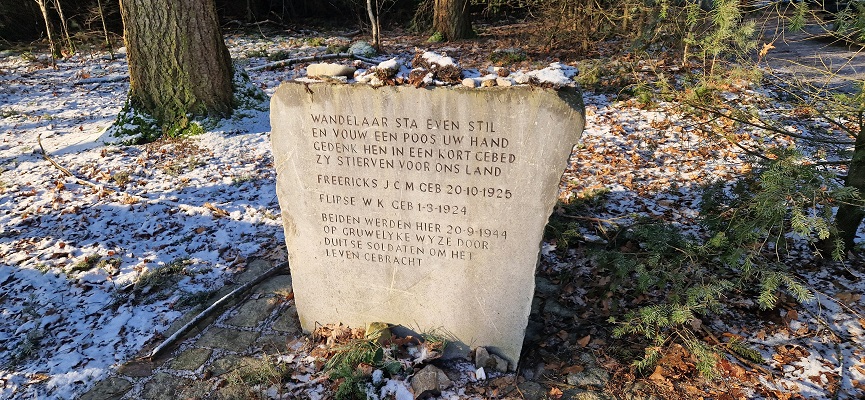 WANDELAAR STA EVEN STIL
EN VOUW EEN POOS UW HAND
GEDENK HEN IN EEN KORT GEBED
ZY STIERVEN VOOR ONS LAND
FREERICKS J C M GEB 20-10-1925
FLIPSE W K GEB 1-3-1924
BEIDEN WERDEN HIER 20-9-1944
OP GRUWELYKE WYZE DOOR
DUITSE SOLDATEN OM HET
LEVEN GEBRACHT